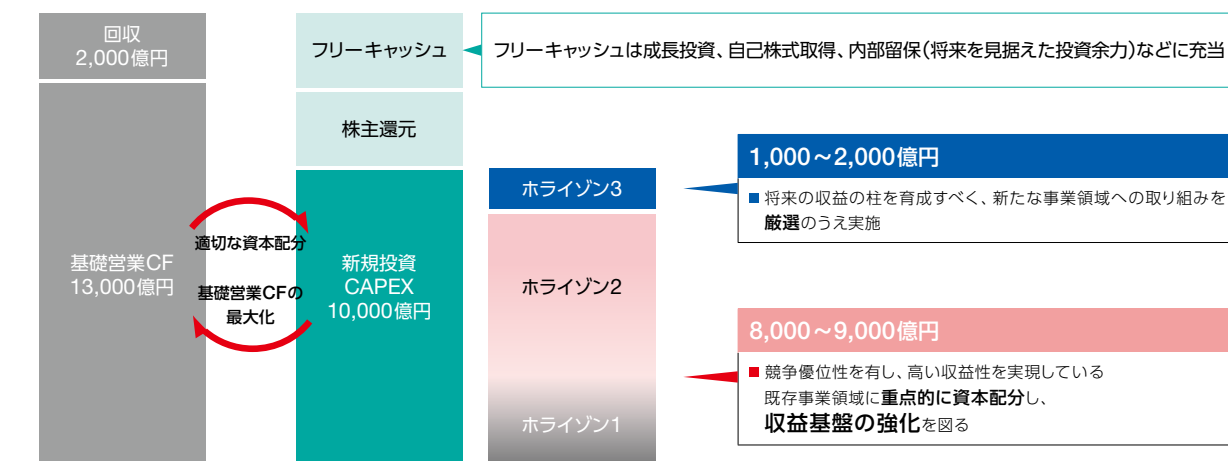 回収
2,000億円
基礎営業CF
13,000億円
適切な資本配分
基礎営業CFの
最大化
フリーキャッシュ
株主還元
新規投資
CAPEX
10,000億円
フリーキャッシュは成長投資、自己株式取得、内部留保(将来を見据えた投資余力)などに充当
ホライゾン3
ホライゾン2
ホライゾン1
1,000～2,000億円
■ 将来の収益の柱を育成すべく、新たな事業領域への取り組みを
厳選のうえ実施
8,000～9,000億円
■ 競争優位性を有し、高い収益性を実現している
既存事業領域に重点的に資本配分し、
収益基盤の強化を図る